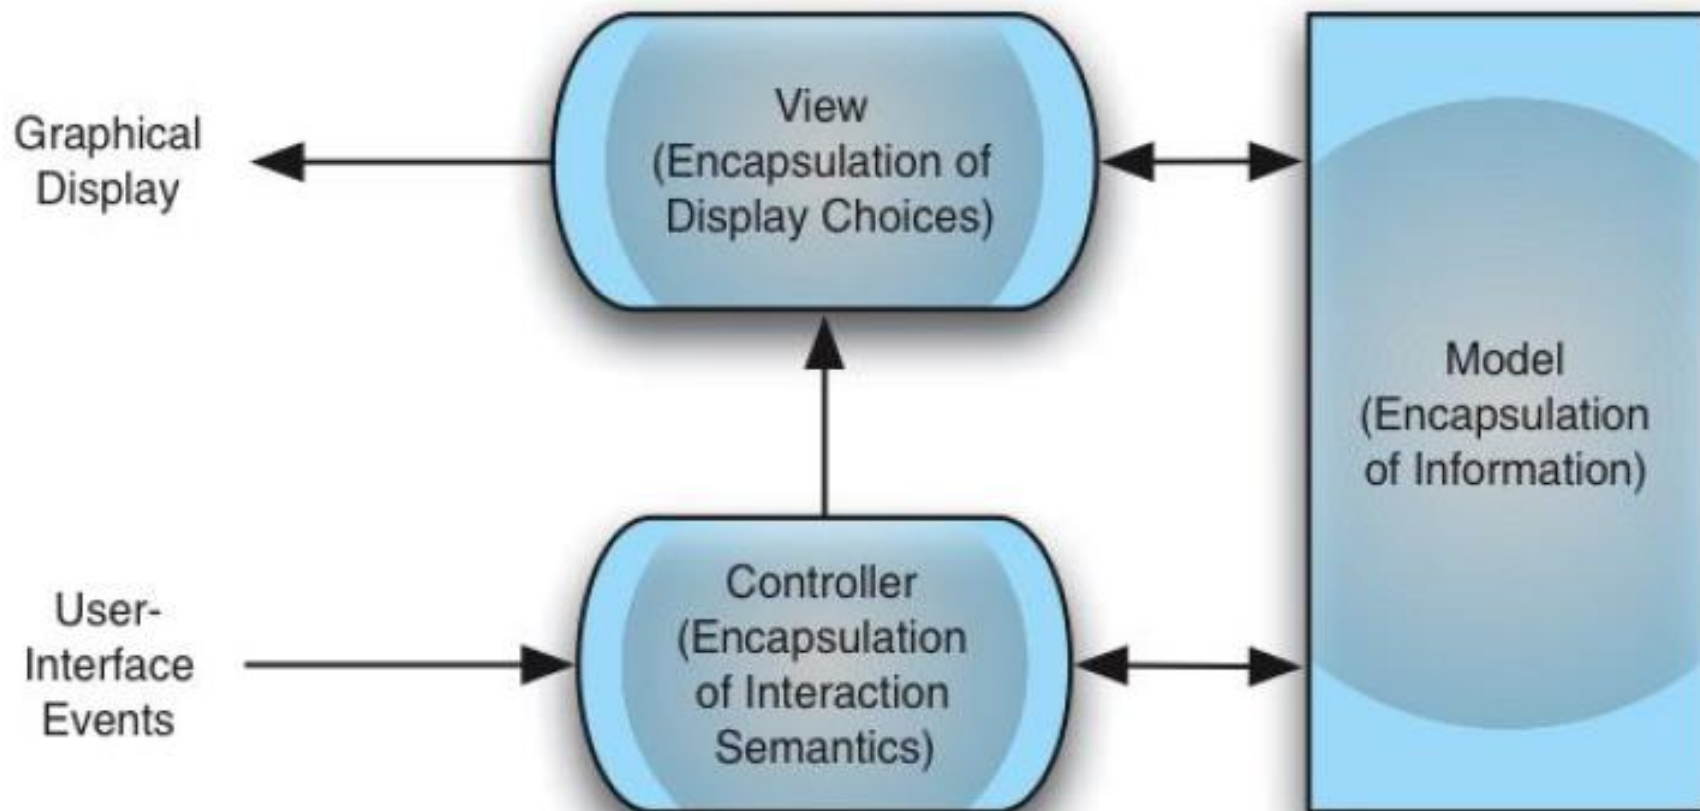 Graphical
Display
View
(Encapsulation of
Display Choices)
Model
(Encapsulation
of Information)
User-
Interface
Events
Controller
(Encapsulation
of Interaction
Semantics)